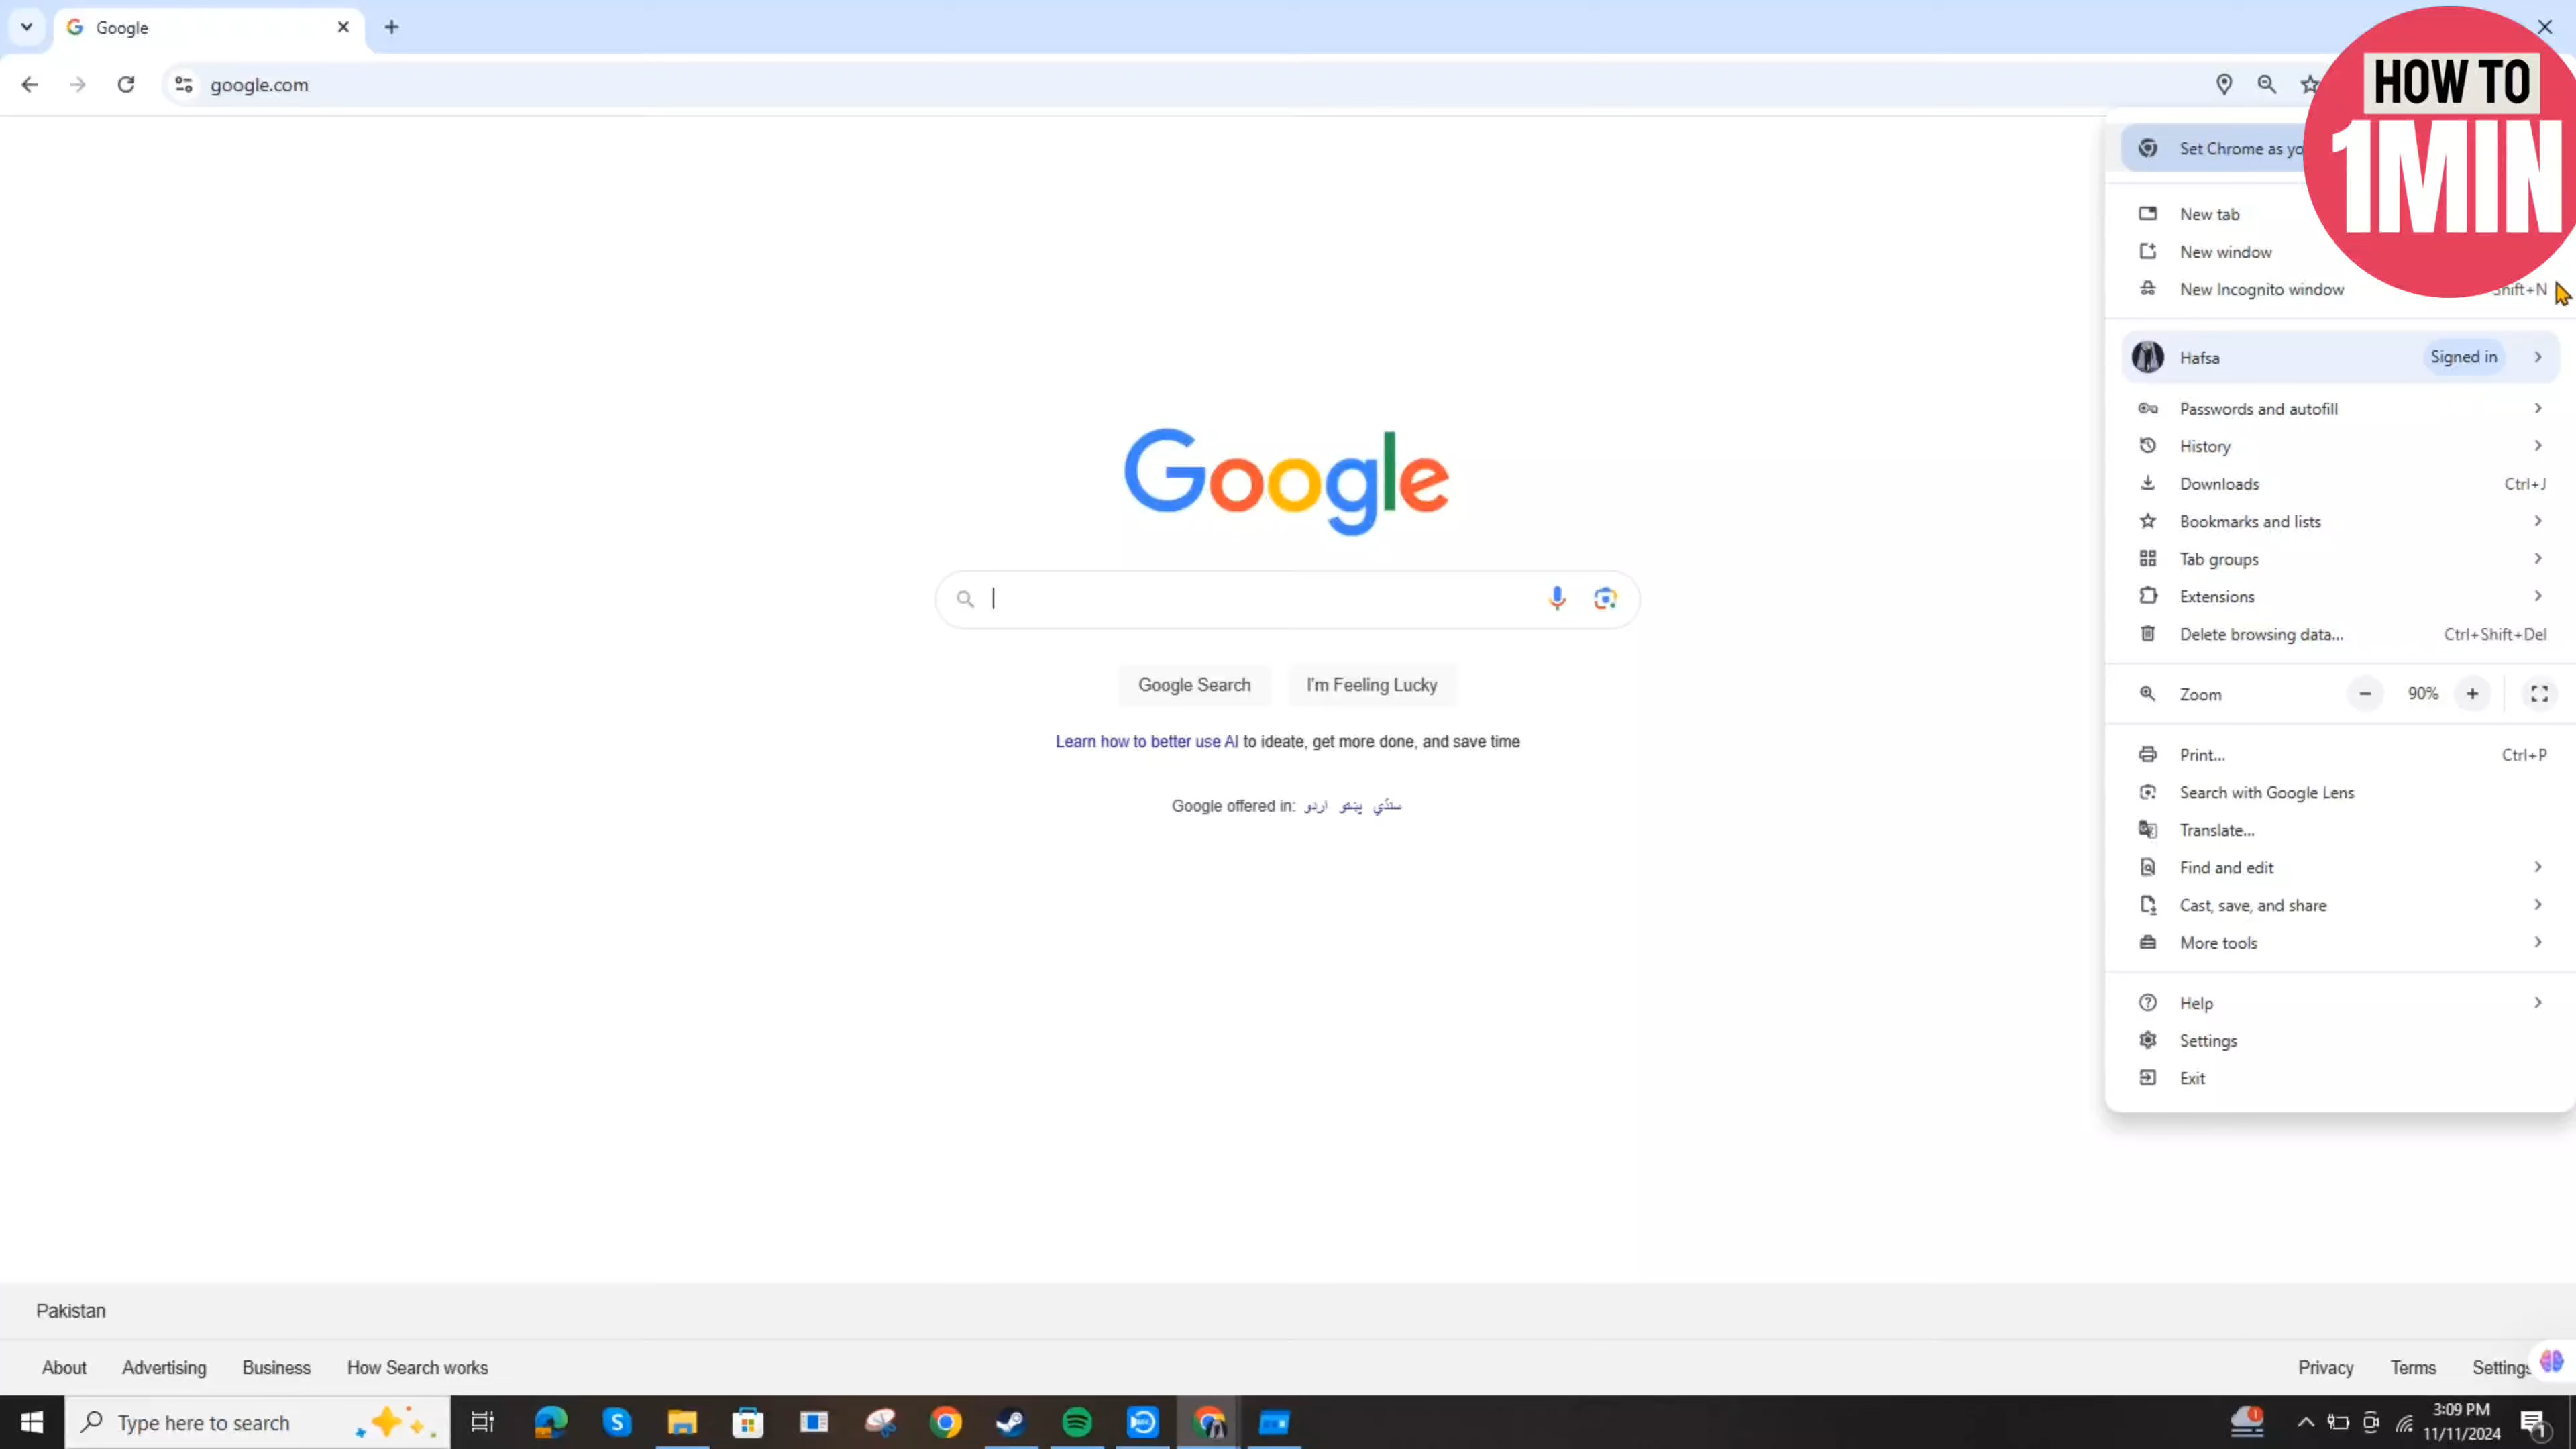 Google
google.com
HOW TO
1MIN
Set Chrome as yo
New tab
New window
New Incognito window
Shift+N
Hafsa Signed in
Passwords and autofill
History
Downloads Ctrl+J
Bookmarks and lists
Tab groups
Extensions
Delete browsing data... Ctrl+Shift+Del
Zoom 90%
Print... Ctrl+P
Search with Google Lens
Translate...
Find and edit
Cast, save, and share
More tools
Help
Settings
Exit
Google
Google Search I'm Feeling Lucky
Learn how to better use AI to ideate, get more done, and save time
Google offered in: اردو پښتو سنڌي
Pakistan
About Advertising Business How Search works Privacy Terms Settings
Type here to search
3:09 PM
11/11/2024
1